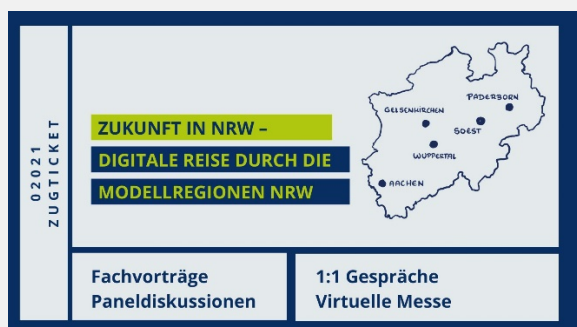 02021
ZUGTICKET
ZUKUNFT IN NRW –
DIGITALE REISE DURCH DIE
MODELLREGIONEN NRW
PADERBORN
GELSENKIRCHEN
SOEST
WUPPERTAL
AACHEN
Fachvorträge
Paneldiskussionen
1:1 Gespräche
Virtuelle Messe